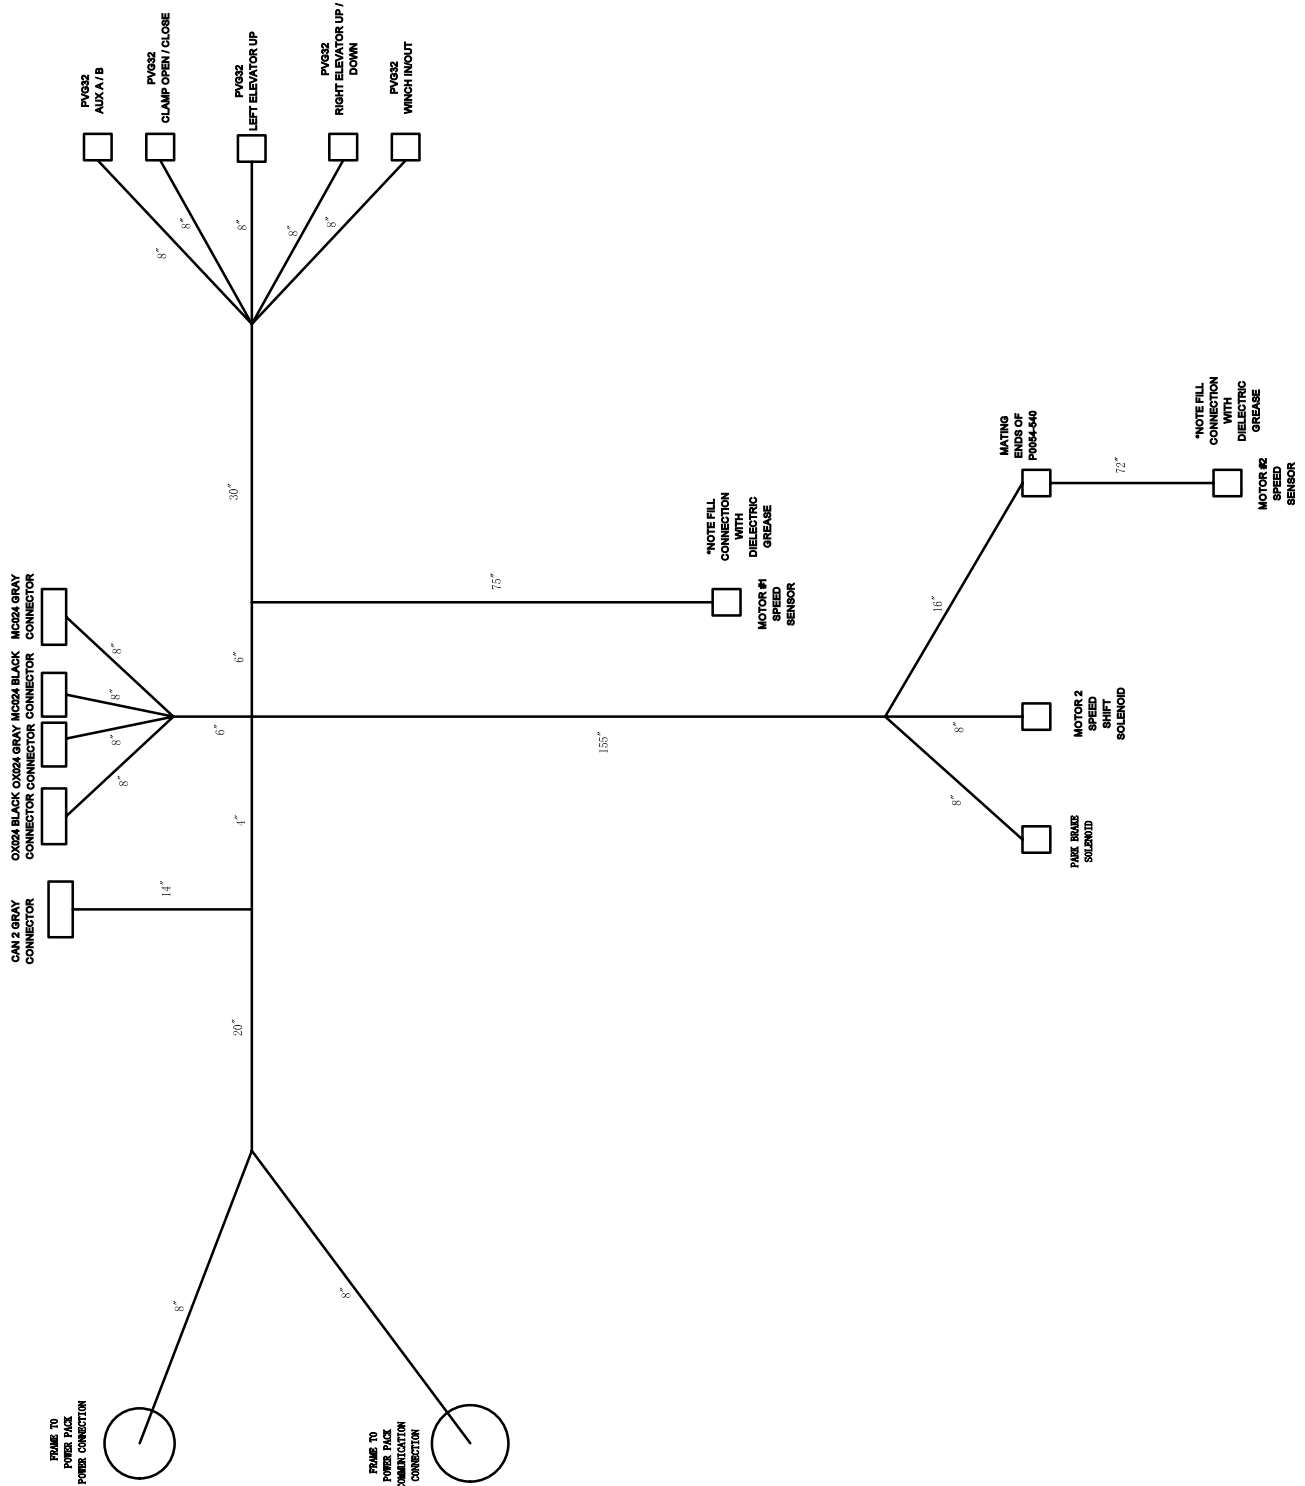 PVG32
AUX A / B
PVG32
CLAMP OPEN / CLOSE
PVG32
LEFT ELEVATOR UP
PVG32
RIGHT ELEVATOR UP /
DOWN
PVG32
WINCH IN/OUT
8"
8"
8"
8"
8"
30"
MC024 GRAY
CONNECTOR
MC024 BLACK
CONNECTOR
OX024 GRAY
CONNECTOR
OX024 BLACK
CONNECTOR
8"
8"
8"
8"
6"
6"
4"
CAN 2 GRAY
CONNECTOR
14"
20"
75"
*NOTE FILL
CONNECTION
WITH
DIELECTRIC
GREASE
MOTOR #1
SPEED
SENSOR
155"
16"
8"
8"
MATING
ENDS OF
P0054-540
72"
*NOTE FILL
CONNECTION
WITH
DIELECTRIC
GREASE
MOTOR #2
SPEED
SENSOR
MOTOR 2
SPEED
SHIFT
SOLENOID
PARK BRAKE
SOLENOID
8"
8"
FRAME TO
POWER PACK
POWER CONNECTION
FRAME TO
POWER PACK
COMMUNICATION
CONNECTION